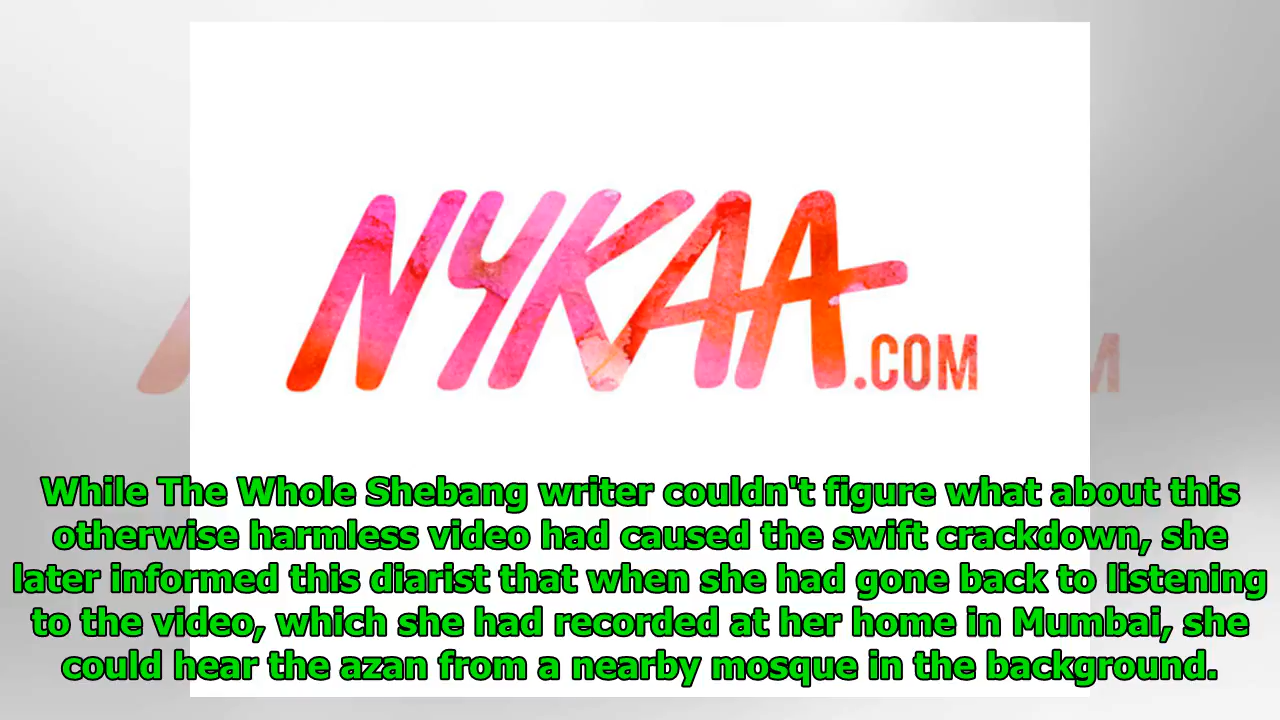 NYKAA.COM
While The Whole Shebang writer couldn't figure what about this
otherwise harmless video had caused the swift crackdown, she
later informed this diarist that when she had gone back to listening
to the video, which she had recorded at her home in Mumbai, she
could hear the azan from a nearby mosque in the background.